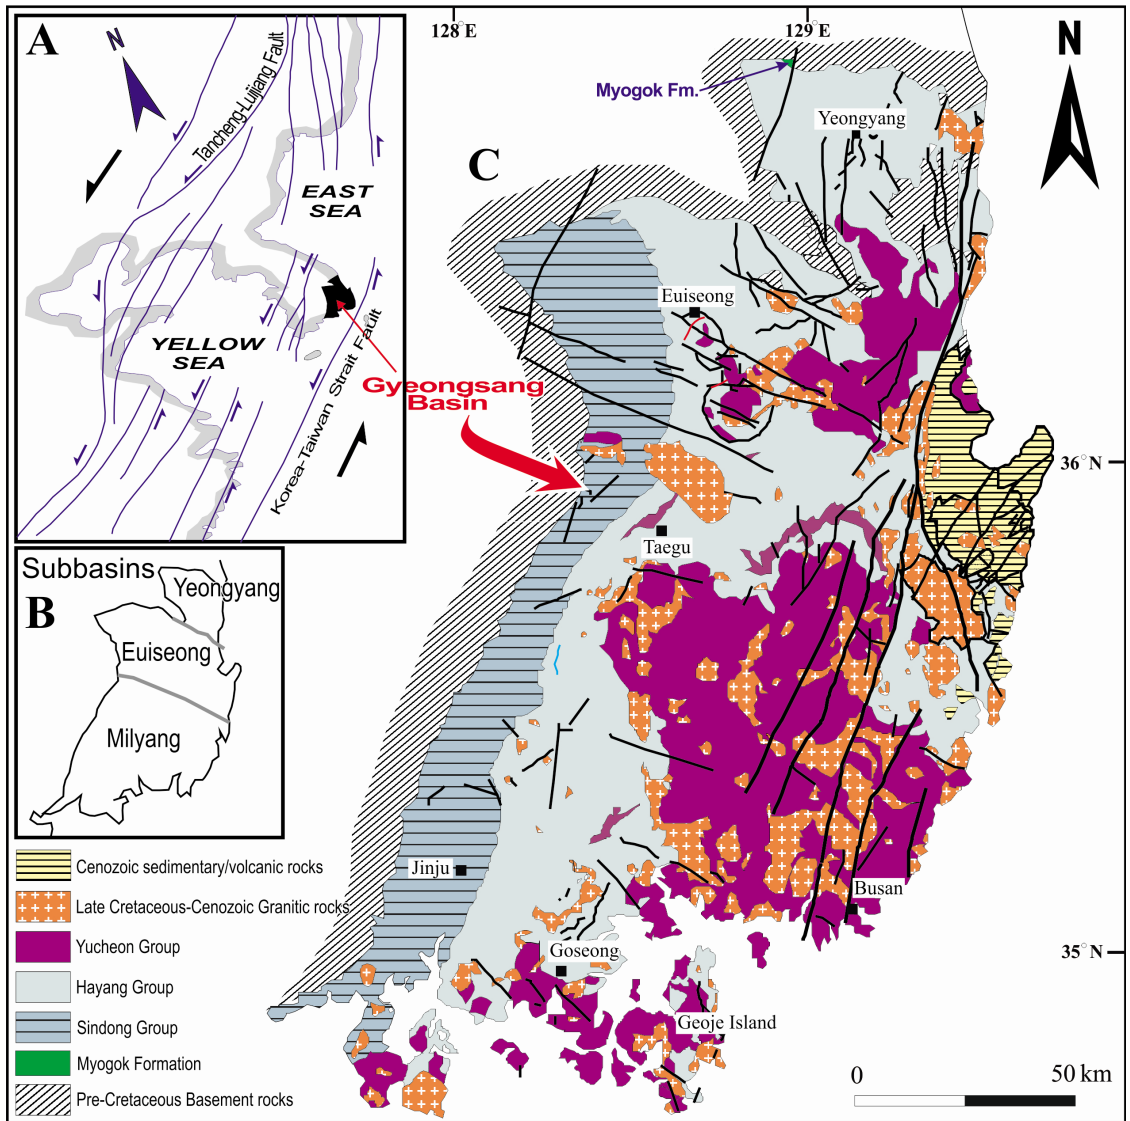 A
N
Tancheng-Lujiang Fault
EAST
SEA
YELLOW
SEA
Korea-Taiwan Strait Fault
Gyeongsang
Basin
Subbasins
B
Yeongyang
Euiseong
Milyang
C
128 E
129 E
N
Myogok Fm.
Yeongyang
Euiseong
36° N
Taegu
Jinju
Busan
Goseong
35° N
Geoje Island
0 50 km
Cenozoic sedimentary/volcanic rocks
Late Cretaceous-Cenozoic Granitic rocks
Yucheon Group
Hayang Group
Sindong Group
Myogok Formation
Pre-Cretaceous Basement rocks